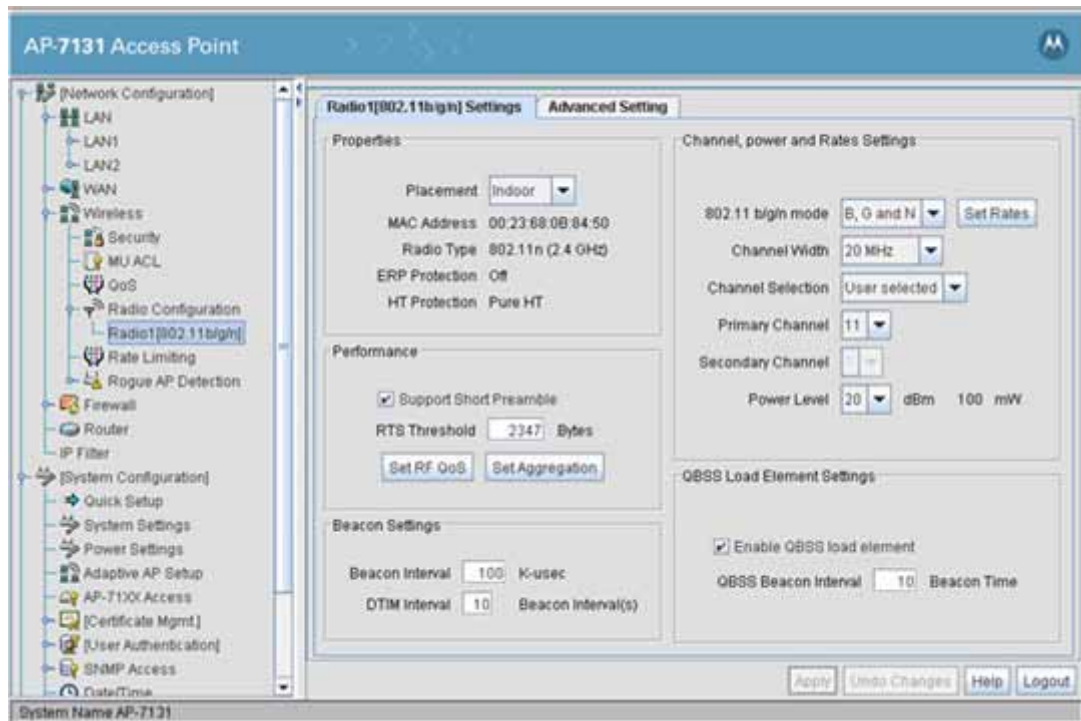 AP-7131 Access Point
[Network Configuration]
LAN
LAN1
LAN2
WAN
Wireless
Security
MU ACL
QoS
Radio Configuration
Radio1[802.11b/g/n]
Rate Limiting
Rogue AP Detection
Firewall
Router
IP Filter
[System Configuration]
Quick Setup
System Settings
Power Settings
Adaptive AP Setup
AP-71XX Access
[Certificate Mgmt.]
[User Authentication]
SNMP Access
Date/Time
Radio1[802.11b/g/n] Settings
Advanced Setting
Properties
Placement Indoor
MAC Address 00:23:68:0B:84:50
Radio Type 802.11n (2.4 GHz)
ERP Protection Off
HT Protection Pure HT
Performance
Support Short Preamble
RTS Threshold 2347 Bytes
Set RF QoS Set Aggregation
Beacon Settings
Beacon Interval 100 K-usec
DTIM Interval 10 Beacon Interval(s)
Channel, power and Rates Settings
802.11 b/g/n mode B, G and N Set Rates
Channel Width 20 MHz
Channel Selection User selected
Primary Channel 11
Secondary Channel
Power Level 20 dBm 100 mW
QBSS Load Element Settings
Enable QBSS load element
QBSS Beacon Interval 10 Beacon Time
Apply Undo Changes Help Logout
System Name AP-7131